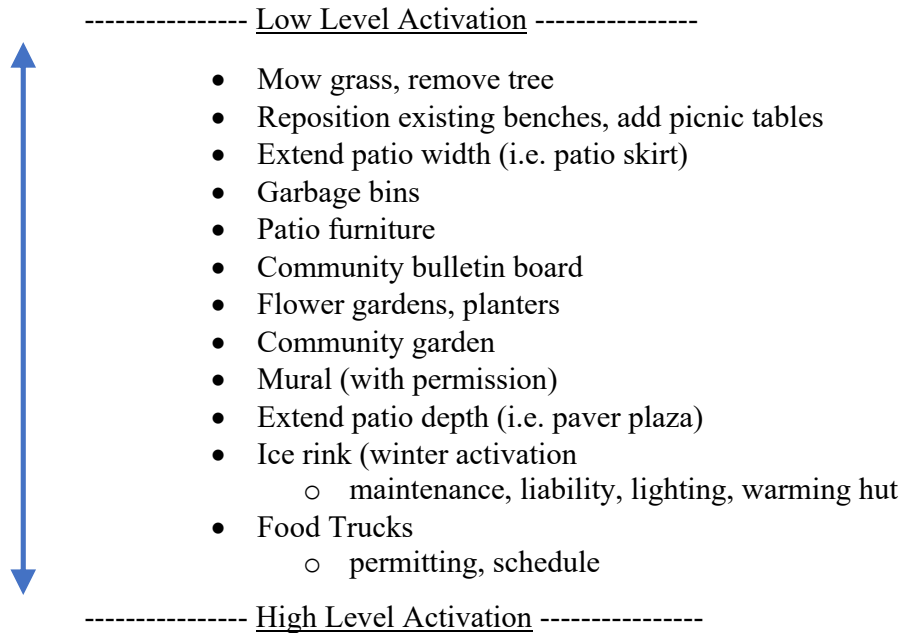 ---------------- Low Level Activation ----------------
• Mow grass, remove tree
• Reposition existing benches, add picnic tables
• Extend patio width (i.e. patio skirt)
• Garbage bins
• Patio furniture
• Community bulletin board
• Flower gardens, planters
• Community garden
• Mural (with permission)
• Extend patio depth (i.e. paver plaza)
• Ice rink (winter activation
o maintenance, liability, lighting, warming hut
• Food Trucks
o permitting, schedule
---------------- High Level Activation ----------------